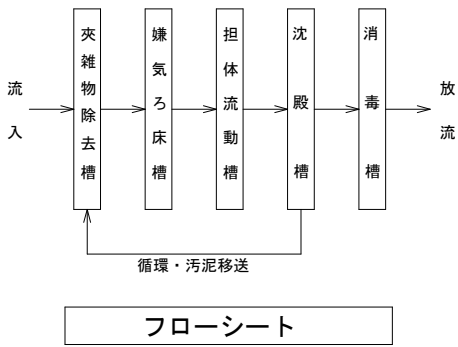 流入
夾雑物除去槽
嫌気ろ床槽
担体流動槽
沈殿槽
消毒槽
放流
循環・汚泥移送
フローシート